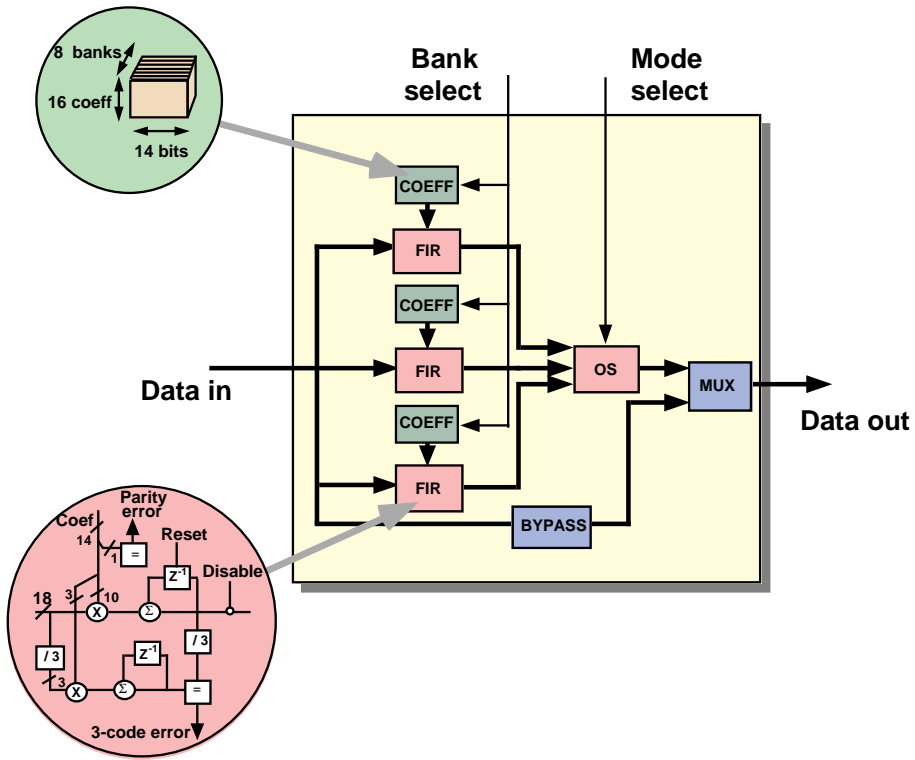 8 banks
16 coeff
14 bits
Bank
select
Mode
select
COEFF
FIR
COEFF
FIR
COEFF
FIR
Data in
OS
MUX
Data out
BYPASS
Parity
error
Coef
14
1
=
Reset
Z-1
Disable
18
3
10
X
Σ
/ 3
/ 3
Z-1
3
X
Σ
=
3-code error